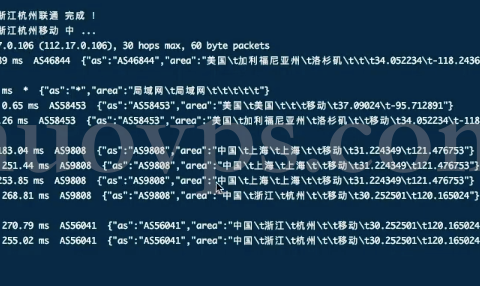 浙江杭州联通 完成 !
浙江杭州移动 中 ...
7.0.106 (112.17.0.106), 30 hops max, 60 byte packets
39 ms AS46844 {"as":"AS46844","area":"美国\t加利福尼亚州\t洛杉矶\t\t\t\t34.052234\t-118.2436
ms * {"as":"*","area":"局域网\t局域网\t\t\t\t\t"}
0.65 ms AS58453 {"as":"AS58453","area":"美国\t美国\t\t\t移动\t37.09024\t-95.712891"}
.26 ms AS58453 {"as":"AS58453","area":"美国\t加利福尼亚州\t洛杉矶\t\t移动\t34.052234\t-118
183.04 ms AS9808 {"as":"AS9808","area":"中国\t上海\t上海\t\t移动\t31.224349\t121.476753"}
251.44 ms AS9808 {"as":"AS9808","area":"中国\t上海\t上海\t\t移动\t31.224349\t121.476753"}
253.85 ms AS9808 {"as":"AS9808","area":"中国\t上海\t上海\t\t移动\t31.224349\t121.476753"}
268.81 ms AS9808 {"as":"AS9808","area":"中国\t浙江\t杭州\t\t移动\t30.252501\t120.165024"}
270.79 ms AS56041 {"as":"AS56041","area":"中国\t浙江\t杭州\t\t移动\t30.252501\t120.165024
255.02 ms AS56041 {"as":"AS56041","area":"中国\t浙江\t杭州\t\t移动\t30.252501\t120.165024